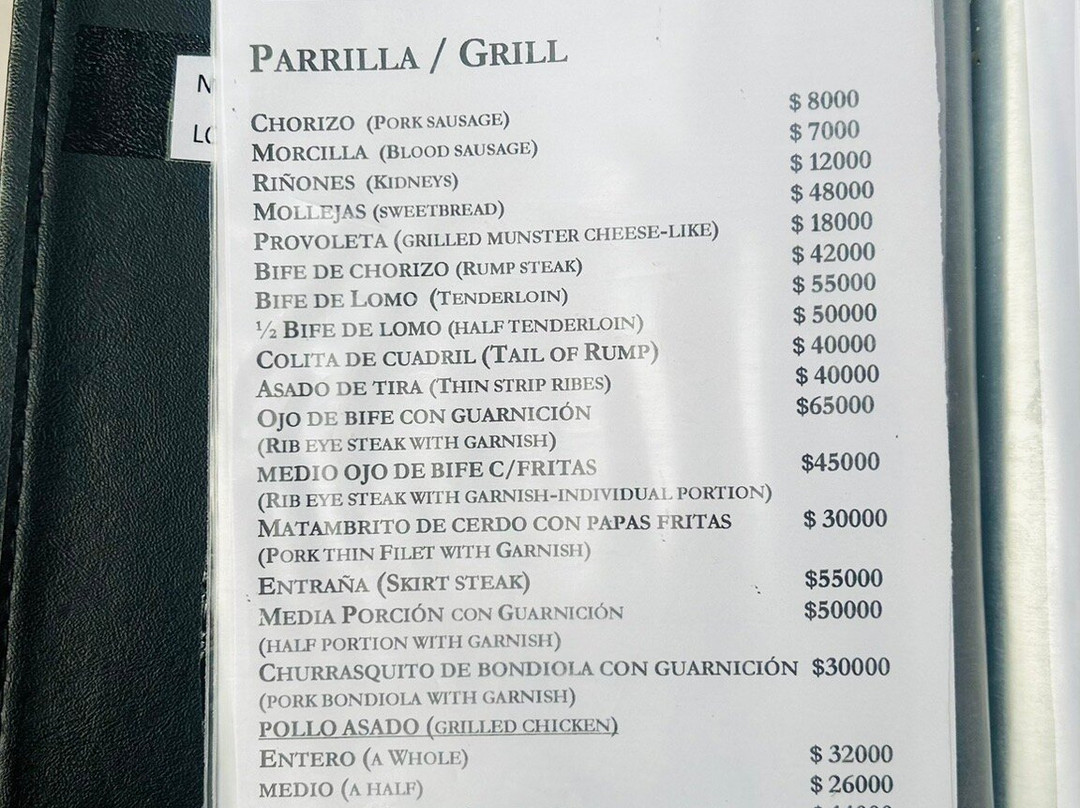 N
LO
PARRILLA / GRILL
CHORIZO (PORK SAUSAGE) $ 8000
MORCILLA (BLOOD SAUSAGE) $ 7000
RIÑONES (KIDNEYS) $ 12000
MOLLEJAS (SWEETBREAD) $ 48000
PROVOLETA (GRILLED MUNSTER CHEESE-LIKE) $ 18000
BIFE DE CHORIZO (RUMP STEAK) $ 42000
BIFE DE LOMO (TENDERLOIN) $ 55000
½ BIFE DE LOMO (HALF TENDERLOIN) $ 50000
COLITA DE CUADRIL (TAIL OF RUMP) $ 40000
ASADO DE TIRA (THIN STRIP RIBES) $ 40000
OJO DE BIFE CON GUARNICIÓN $65000
(RIB EYE STEAK WITH GARNISH)
MEDIO OJO DE BIFE C/FRITAS $45000
(RIB EYE STEAK WITH GARNISH-INDIVIDUAL PORTION)
MATAMBRITO DE CERDO CON PAPAS FRITAS $ 30000
(PORK THIN FILET WITH GARNISH)
ENTRAÑA (SKIRT STEAK) $55000
MEDIA PORCIÓN CON GUARNICIÓN $50000
(HALF PORTION WITH GARNISH)
CHURRASQUITO DE BONDIOLA CON GUARNICIÓN $30000
(PORK BONDIOLA WITH GARNISH)
POLLO ASADO (GRILLED CHICKEN)
ENTERO (A WHOLE) $ 32000
MEDIO (A HALF) $ 26000